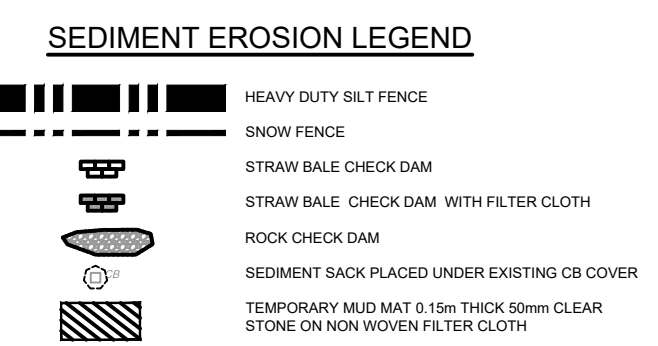 SEDIMENT EROSION LEGEND
HEAVY DUTY SILT FENCE
SNOW FENCE
STRAW BALE CHECK DAM
STRAW BALE CHECK DAM WITH FILTER CLOTH
ROCK CHECK DAM
CB
SEDIMENT SACK PLACED UNDER EXISTING CB COVER
TEMPORARY MUD MAT 0.15m THICK 50mm CLEAR
STONE ON NON WOVEN FILTER CLOTH